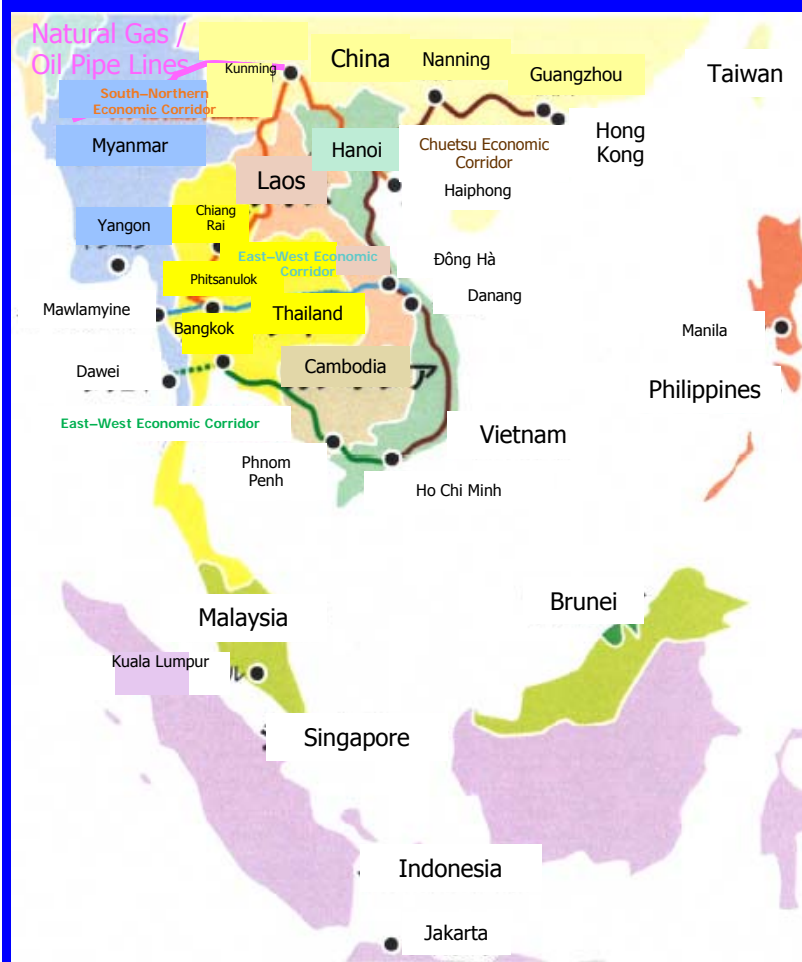 Natural Gas /
Oil Pipe Lines
Kunming
China
Nanning
Guangzhou
Taiwan
South-Northern
Economic Corridor
Myanmar
Hanoi
Chuetsu Economic
Corridor
Hong
Kong
Laos
Haiphong
Yangon
Chiang
Rai
East-West Economic
Corridor
Đông Hà
Phitsanulok
Danang
Mawlamyine
Thailand
Bangkok
Manila
Dawei
Cambodia
ア
Philippines
East-West Economic Corridor
Vietnam
Phnom
Penh
Ho Chi Minh
Brunei
Malaysia
Kuala Lumpur
ル
Singapore
Indonesia
Jakarta